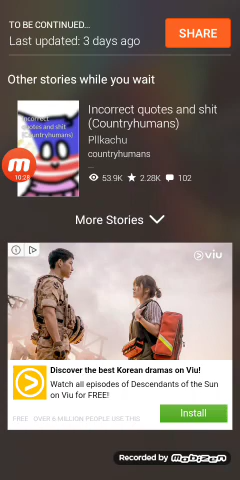 TO BE CONTINUED...
Last updated: 3 days ago
SHARE
Other stories while you wait
Incorrect quotes and shit
(Countryhumans)
Incorrect
quotes and shit
(Countryhumans)
Pllkachu
countryhumans
...
10:28
53.9K 2.28K 102
More Stories
viu
Discover the best Korean dramas on Viu!
Watch all episodes of Descendants of the Sun
on Viu for FREE!
FREE OVER 6 MILLION PEOPLE USE THIS
Install
Recorded by mobizen